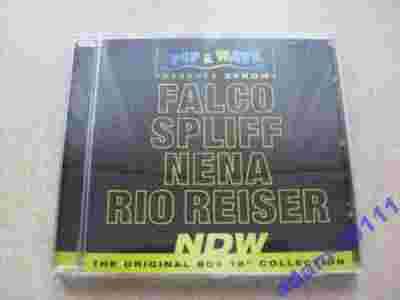 POP & WAVE
FALCO
SPLIFF
NENA
RIO REISER
NDW
THE ORIGINAL 80S 12" COLLECTION